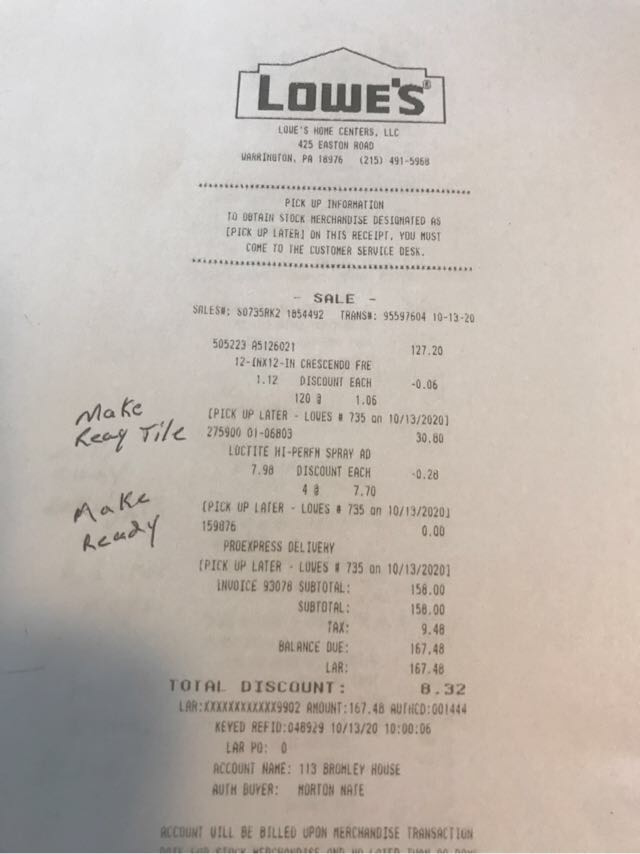 LOWE'S®
LOWE'S HOME CENTERS, LLC
425 EASTON ROAD
WARRINGTON, PA 18976 (215) 491-5968
PICK UP INFORMATION
TO OBTAIN STOCK MERCHANDISE DESIGNATED AS
[PICK UP LATER] ON THIS RECEIPT, YOU MUST
COME TO THE CUSTOMER SERVICE DESK.
- SALE -
SALES#: S0735RK2 1854492 TRANS#: 95597604 10-13-20
505223 A5126021 127.20
12-INX12-IN CRESCENDO FRE
1.12 DISCOUNT EACH -0.06
120 @ 1.06
[PICK UP LATER - LOWES # 735 on 10/13/2020]
Make
Ready Tile
275900 01-06803 30.80
LOCTITE HI-PERFM SPRAY AD
7.98 DISCOUNT EACH -0.28
4 @ 7.70
Make
Ready
[PICK UP LATER - LOWES # 735 on 10/13/2020]
159876 0.00
PROEXPRESS DELIVERY
[PICK UP LATER - LOWES # 735 on 10/13/2020]
INVOICE 93078 SUBTOTAL: 158.00
SUBTOTAL: 158.00
TAX: 9.48
BALANCE DUE: 167.48
LAR: 167.48
TOTAL DISCOUNT: 8.32
LAR:XXXXXXXXXXXX9902 AMOUNT:167.48 AUTHCD:001444
KEYED REFID:048929 10/13/20 10:00:06
LAR PO: 0
ACCOUNT NAME: 113 BROMLEY HOUSE
AUTH BUYER: MORTON NATE
ACCOUNT WILL BE BILLED UPON MERCHANDISE TRANSACTION